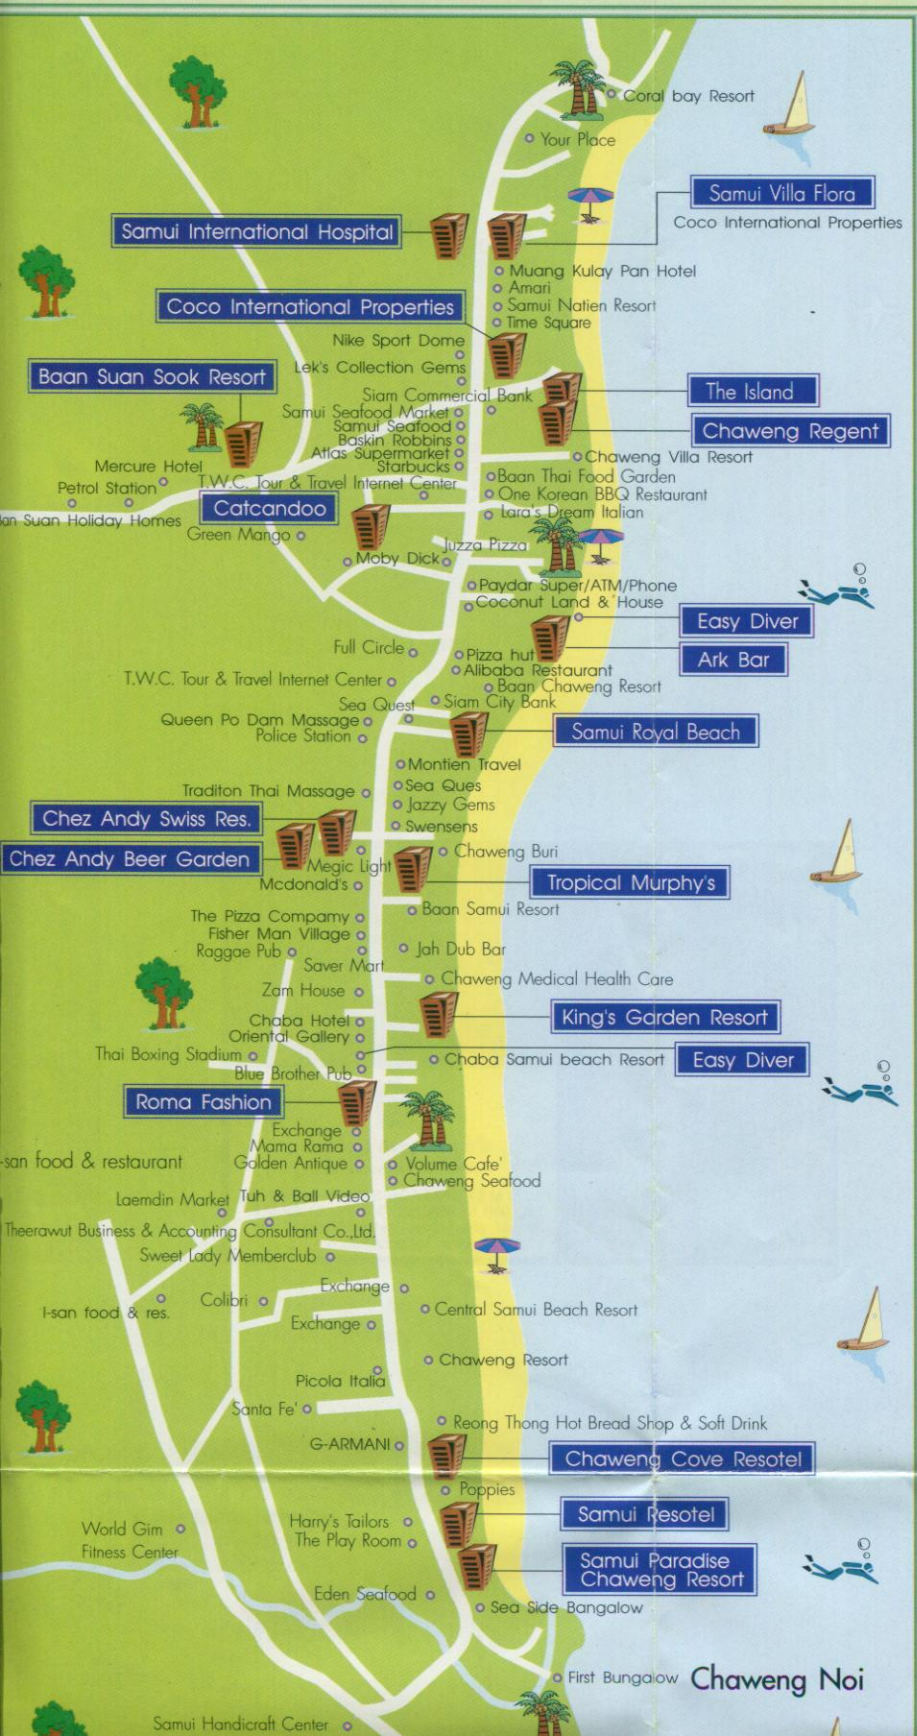 Coral bay Resort
Your Place
Samui Villa Flora
Coco International Properties
Samui International Hospital
Muang Kulay Pan Hotel
Amari
Samui Natien Resort
Time Square
Coco International Properties
Nike Sport Dome
Lek's Collection Gems
Baan Suan Sook Resort
Siam Commercial Bank
The Island
Samui Seafood Market
Samui Seafood
Baskin Robbins
Atlas Supermarket
Starbucks
Chaweng Regent
Chaweng Villa Resort
Mercure Hotel
Petrol Station
T.W.C. Tour & Travel Internet Center
Baan Thai Food Garden
One Korean BBQ Restaurant
Lara's Dream Italian
Suan Holiday Homes
Catcandoo
Green Mango
Juzza Pizza
Moby Dick
Paydar Super/ATM/Phone
Coconut Land & House
Easy Diver
Full Circle
Pizza hut
Ark Bar
Alibaba Restaurant
T.W.C. Tour & Travel Internet Center
Baan Chaweng Resort
Sea Quest
Siam City Bank
Queen Po Dam Massage
Police Station
Samui Royal Beach
Montien Travel
Traditon Thai Massage
Sea Ques
Jazzy Gems
Chez Andy Swiss Res.
Swensens
Chez Andy Beer Garden
Megic Light
Chaweng Buri
Mcdonald's
Tropical Murphy's
The Pizza Compamy
Baan Samui Resort
Fisher Man Village
Raggae Pub
Jah Dub Bar
Saver Mart
Chaweng Medical Health Care
Zam House
King's Garden Resort
Chaba Hotel
Oriental Gallery
Thai Boxing Stadium
Chaba Samui beach Resort
Easy Diver
Blue Brother Pub
Roma Fashion
Exchange
Mama Rama
-san food & restaurant
Golden Antique
Volume Cafe'
Chaweng Seafood
Laemdin Market
Tuh & Ball Video
Theerawut Business & Accounting Consultant Co.,Ltd.
Sweet Lady Memberclub
Exchange
Colibri
I-san food & res.
Central Samui Beach Resort
Exchange
Chaweng Resort
Picola Italia
Santa Fe'
Reong Thong Hot Bread Shop & Soft Drink
G-ARMANI
Chaweng Cove Resotel
Poppies
Samui Resotel
World Gim
Fitness Center
Harry's Tailors
The Play Room
Samui Paradise
Chaweng Resort
Eden Seafood
Sea Side Bangalow
First Bungalow
Chaweng Noi
Samui Handicraft Center